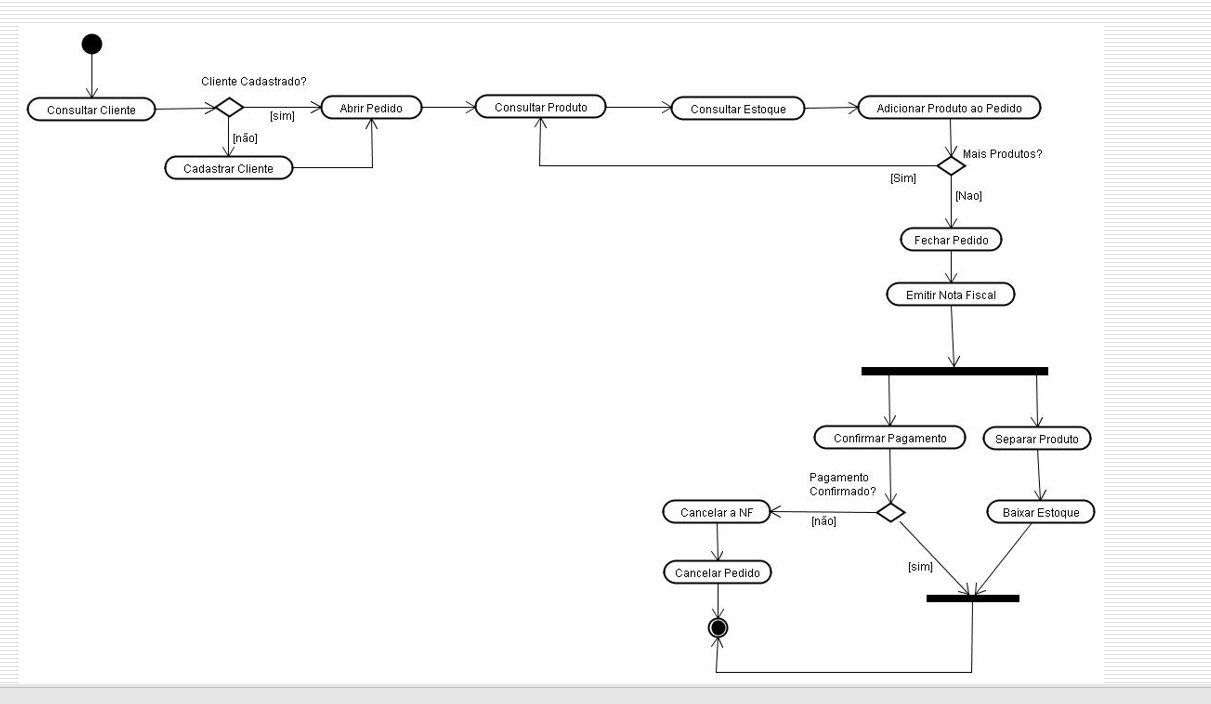 Cliente Cadastrado?
Consultar Cliente
[sim]
Abrir Pedido
Consultar Produto
Consultar Estoque
Adicionar Produto ao Pedido
[não]
Cadastrar Cliente
Mais Produtos?
[Sim]
[Nao]
Fechar Pedido
Emitir Nota Fiscal
Confirmar Pagamento
Separar Produto
Pagamento
Confirmado?
Cancelar a NF
[não]
Baixar Estoque
[sim]
Cancelar Pedido